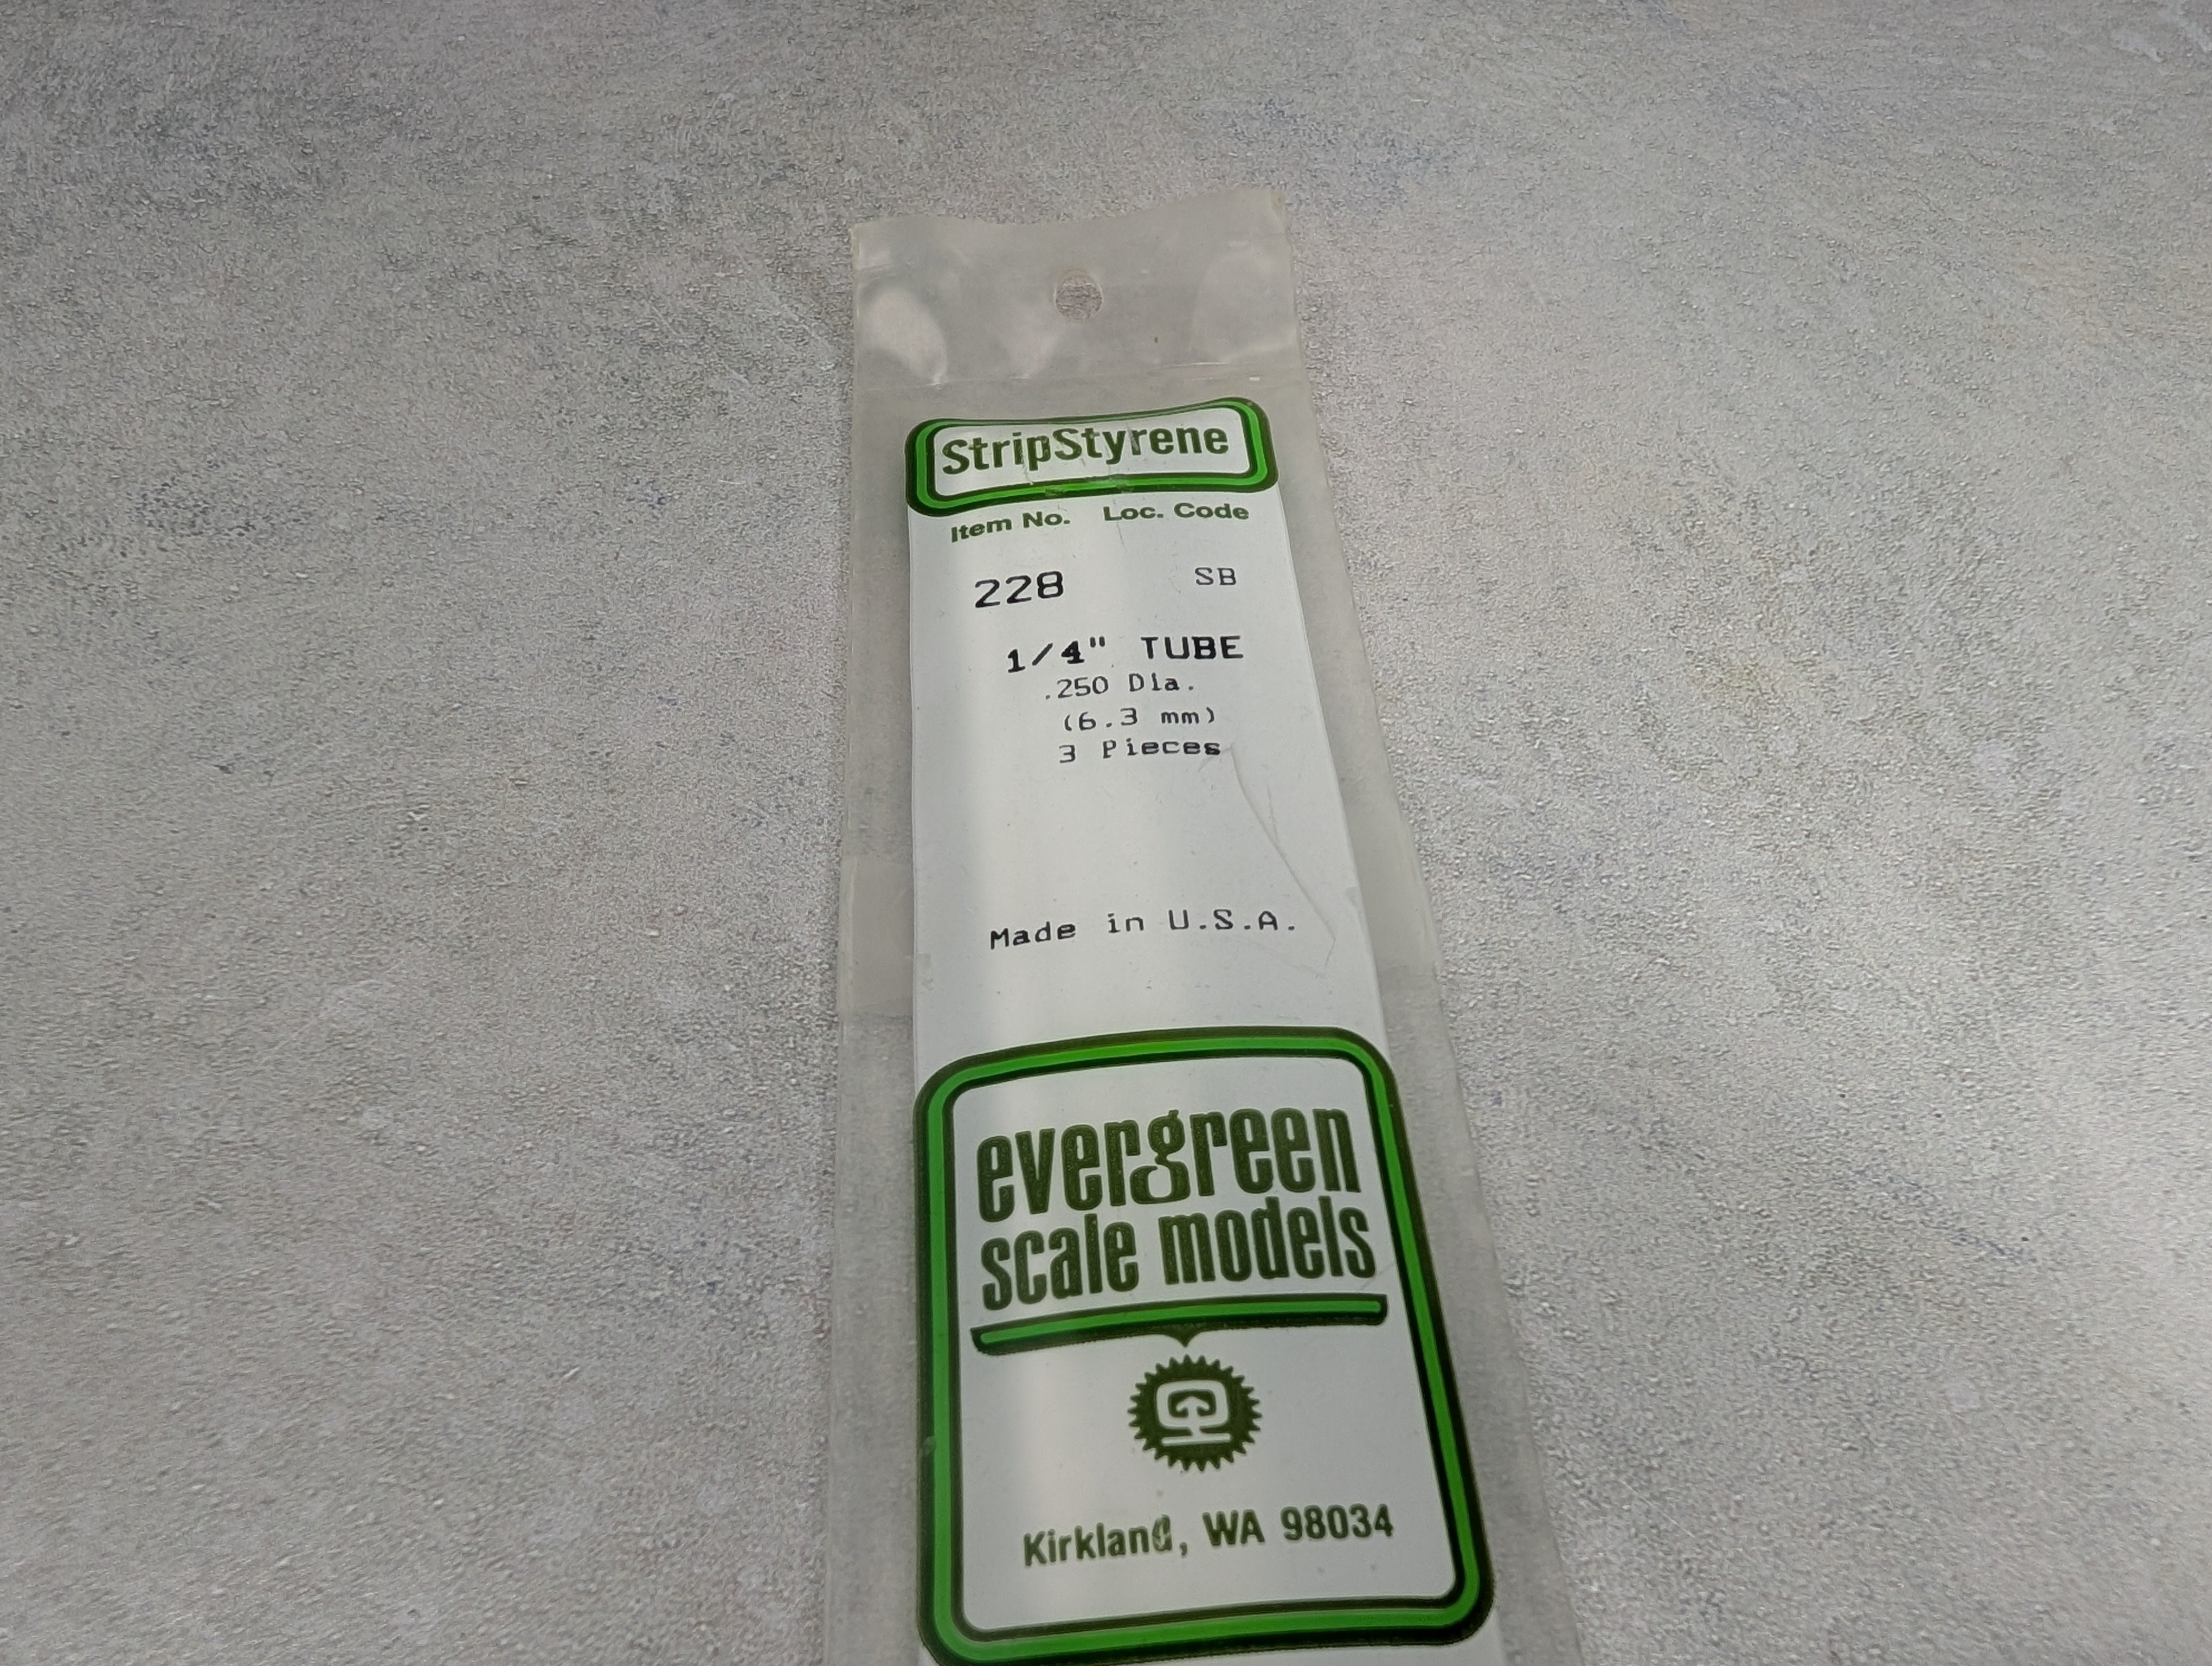 StripStyrene
Item No. Loc. Code
228 SB
1/4" TUBE
.250 Dia.
(6.3 mm)
3 Pieces
Made in U.S.A.
evergreen
scale models
Kirkland, WA 98034